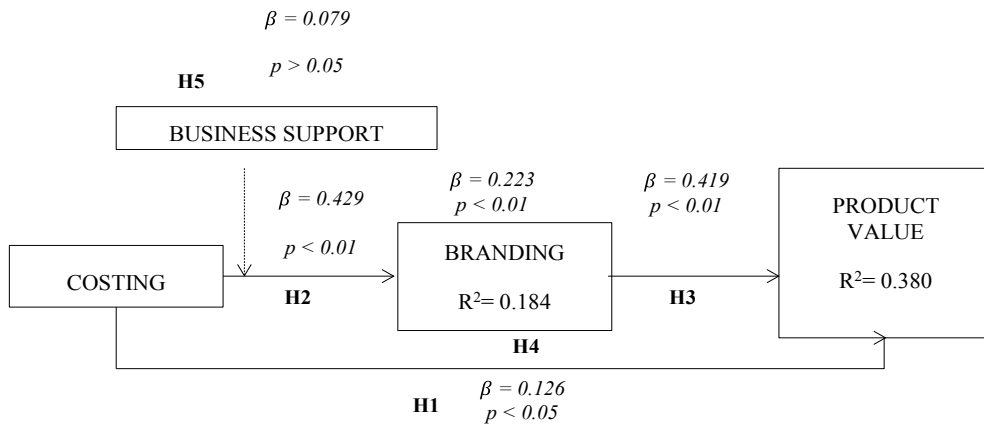 β = 0.079
p > 0.05
H5
BUSINESS SUPPORT
β = 0.429
p < 0.01
β = 0.223
p < 0.01
β = 0.419
p < 0.01
COSTING
H2
BRANDING
R²= 0.184
H4
H3
PRODUCT
VALUE
R²= 0.380
H1
β = 0.126
p < 0.05